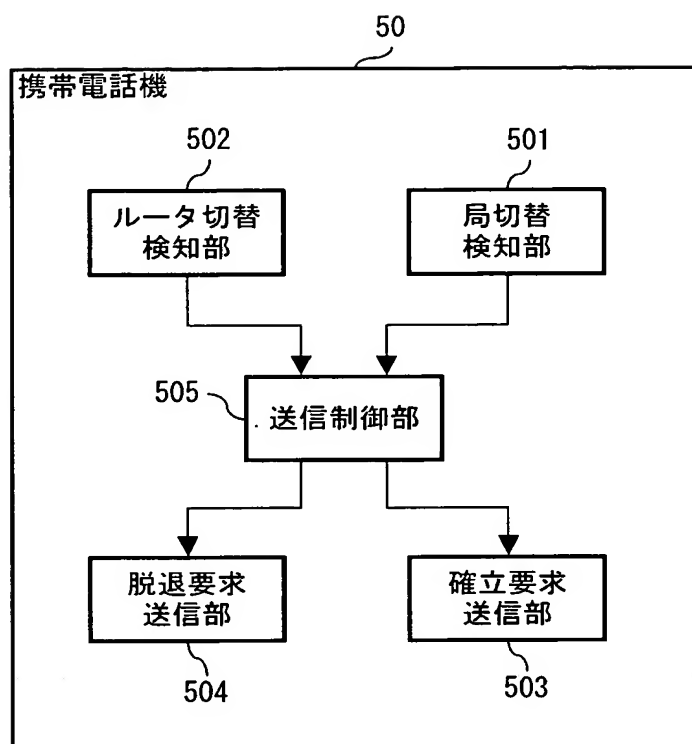 50
携帯電話機
502
501
ルータ切替
検知部
局切替
検知部
505
送信制御部
脱退要求
送信部
確立要求
送信部
504
503